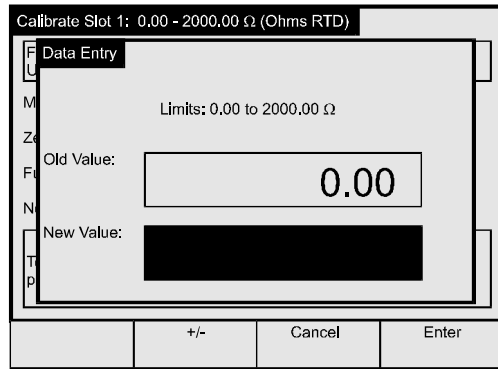 Calibrate Slot 1: 0.00 - 2000.00 Ω (Ohms RTD)
Data Entry
Limits: 0.00 to 2000.00 Ω
Old Value:
0.00
New Value:
+/- Cancel Enter